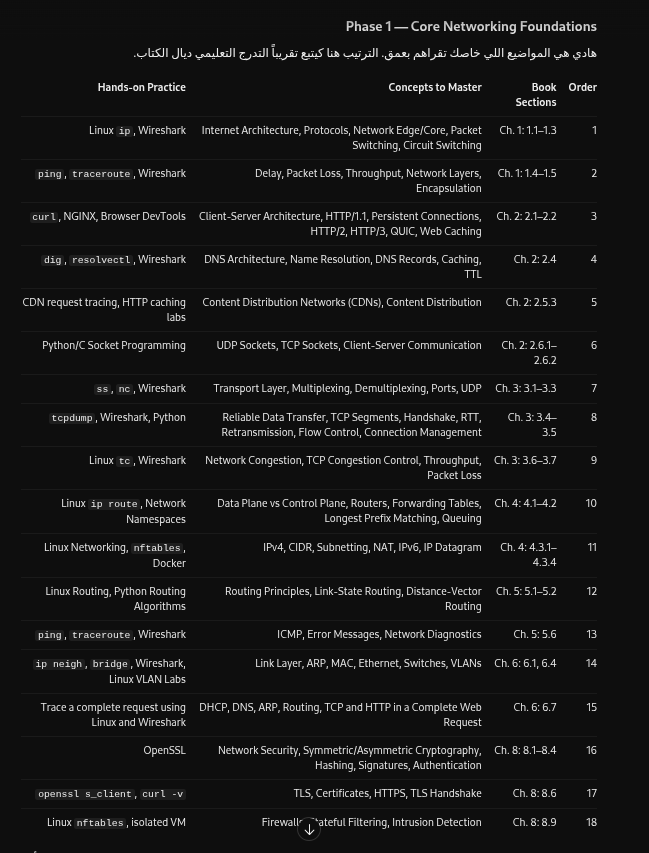 Phase 1 — Core Networking Foundations
هادي هي المواضيع اللي خاصك تقراهم بعمق. الترتيب هنا كيتبع تقريباً التدرج التعليمي ديال الكتاب.
Order Book Sections Concepts to Master Hands-on Practice
1 Ch. 1: 1.1–1.3 Internet Architecture, Protocols, Network Edge/Core, Packet Switching, Circuit Switching Linux ip, Wireshark
2 Ch. 1: 1.4–1.5 Delay, Packet Loss, Throughput, Network Layers, Encapsulation ping, traceroute, Wireshark
3 Ch. 2: 2.1–2.2 Client-Server Architecture, HTTP/1.1, Persistent Connections, HTTP/2, HTTP/3, QUIC, Web Caching curl, NGINX, Browser DevTools
4 Ch. 2: 2.4 DNS Architecture, Name Resolution, DNS Records, Caching, TTL dig, resolvectl, Wireshark
5 Ch. 2: 2.5.3 Content Distribution Networks (CDNs), Content Distribution CDN request tracing, HTTP caching labs
6 Ch. 2: 2.6.1–2.6.2 UDP Sockets, TCP Sockets, Client-Server Communication Python/C Socket Programming
7 Ch. 3: 3.1–3.3 Transport Layer, Multiplexing, Demultiplexing, Ports, UDP ss, nc, Wireshark
8 Ch. 3: 3.4–3.5 Reliable Data Transfer, TCP Segments, Handshake, RTT, Retransmission, Flow Control, Connection Management tcpdump, Wireshark, Python
9 Ch. 3: 3.6–3.7 Network Congestion, TCP Congestion Control, Throughput, Packet Loss Linux tc, Wireshark
10 Ch. 4: 4.1–4.2 Data Plane vs Control Plane, Routers, Forwarding Tables, Longest Prefix Matching, Queuing Linux ip route, Network Namespaces
11 Ch. 4: 4.3.1–4.3.4 IPv4, CIDR, Subnetting, NAT, IPv6, IP Datagram Linux Networking, nftables, Docker
12 Ch. 5: 5.1–5.2 Routing Principles, Link-State Routing, Distance-Vector Routing Linux Routing, Python Routing Algorithms
13 Ch. 5: 5.6 ICMP, Error Messages, Network Diagnostics ping, traceroute, Wireshark
14 Ch. 6: 6.1, 6.4 Link Layer, ARP, MAC, Ethernet, Switches, VLANs ip neigh, bridge, Wireshark, Linux VLAN Labs
15 Ch. 6: 6.7 DHCP, DNS, ARP, Routing, TCP and HTTP in a Complete Web Request Trace a complete request using Linux and Wireshark
16 Ch. 8: 8.1–8.4 Network Security, Symmetric/Asymmetric Cryptography, Hashing, Signatures, Authentication OpenSSL
17 Ch. 8: 8.6 TLS, Certificates, HTTPS, TLS Handshake openssl s_client, curl -v
18 Ch. 8: 8.9 Filtering, Intrusion Detection Linux nftables, isolated VM